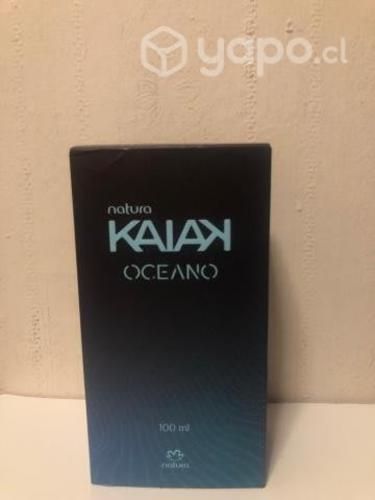 yapo.cl
natura
KAIAK
OCEANO
100 ml
natura